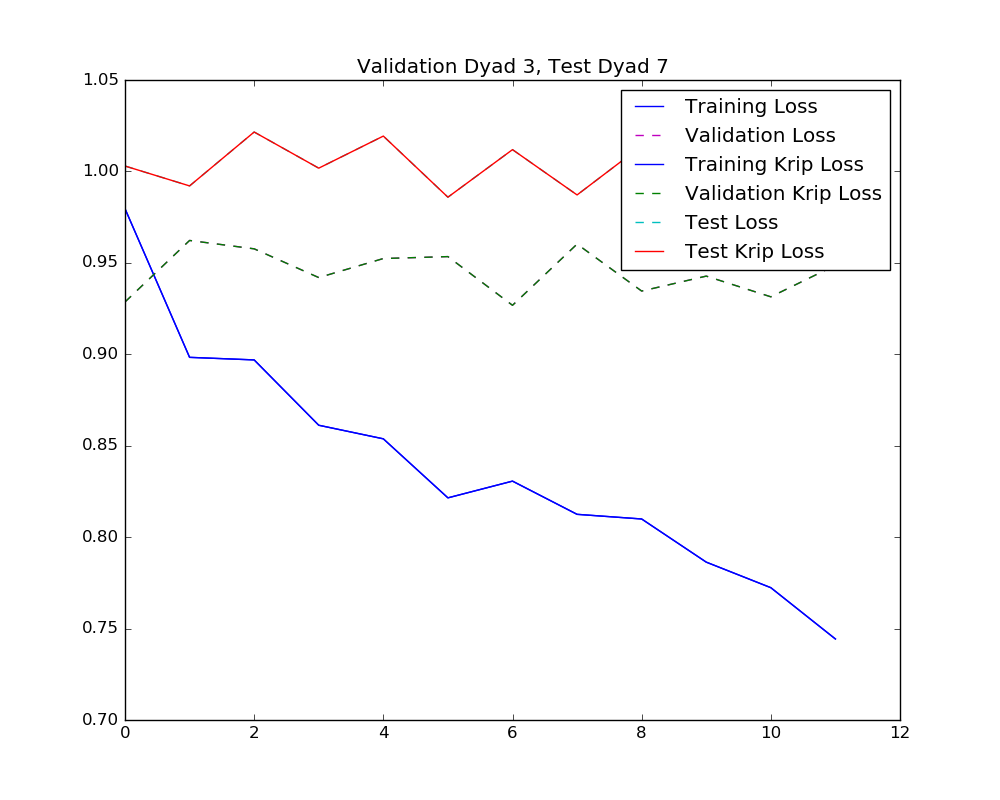 Validation Dyad 3, Test Dyad 7
1.05
1.00
0.95
0.90
0.85
0.80
0.75
0.70
Training Loss
Validation Loss
Training Krip Loss
Validation Krip Loss
Test Loss
Test Krip Loss
0 2 4 6 8 10 12